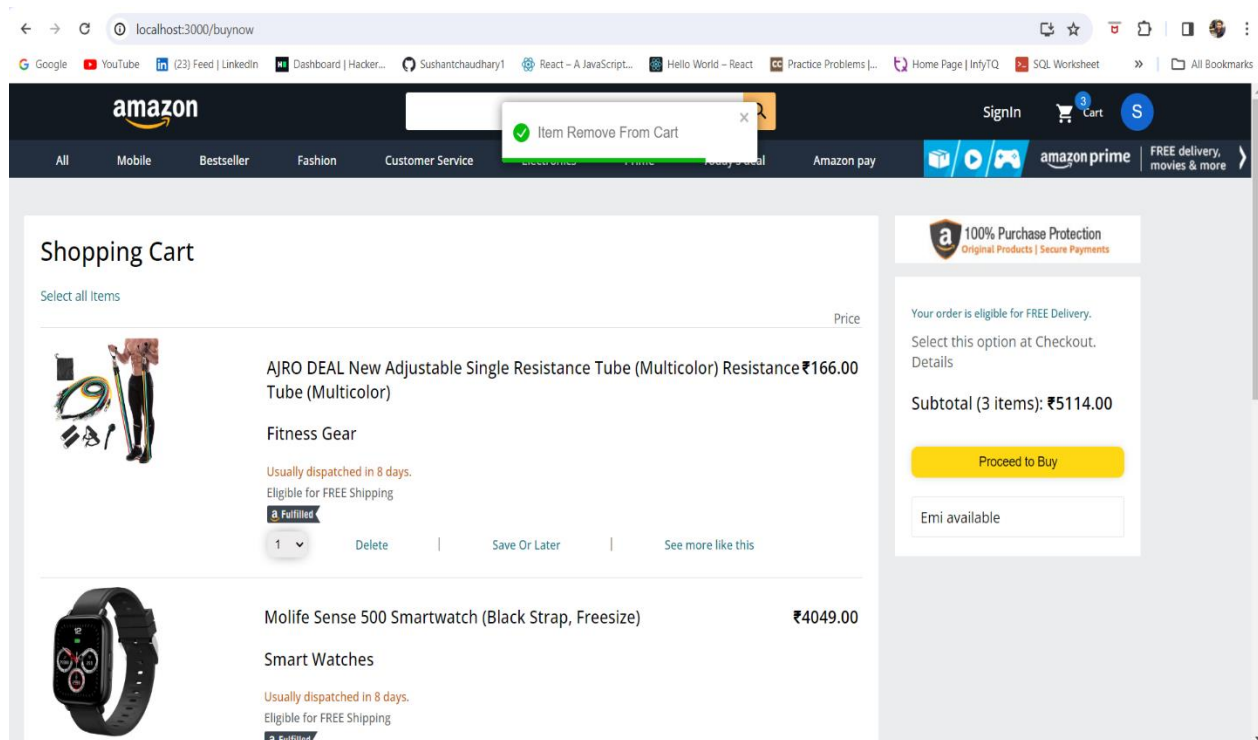 localhost:3000/buynow
Google YouTube (23) Feed | LinkedIn Dashboard | Hacker... Sushantchaudhary1 React – A JavaScript... Hello World – React Practice Problems |... Home Page | InfyTQ SQL Worksheet » All Bookmarks
amazon
Item Remove From Cart
SignIn 3 Cart S
All Mobile Bestseller Fashion Customer Service Electronics Prime Today's deal Amazon pay
amazon prime FREE delivery,
movies & more
Shopping Cart
Select all Items
Price
AJRO DEAL New Adjustable Single Resistance Tube (Multicolor) Resistance ₹166.00
Tube (Multicolor)
Fitness Gear
Usually dispatched in 8 days.
Eligible for FREE Shipping
a Fulfilled
1 Delete | Save Or Later | See more like this
Molife Sense 500 Smartwatch (Black Strap, Freesize) ₹4049.00
Smart Watches
Usually dispatched in 8 days.
Eligible for FREE Shipping
a Fulfilled
a 100% Purchase Protection
Original Products | Secure Payments
Your order is eligible for FREE Delivery.
Select this option at Checkout.
Details
Subtotal (3 items): ₹5114.00
Proceed to Buy
Emi available